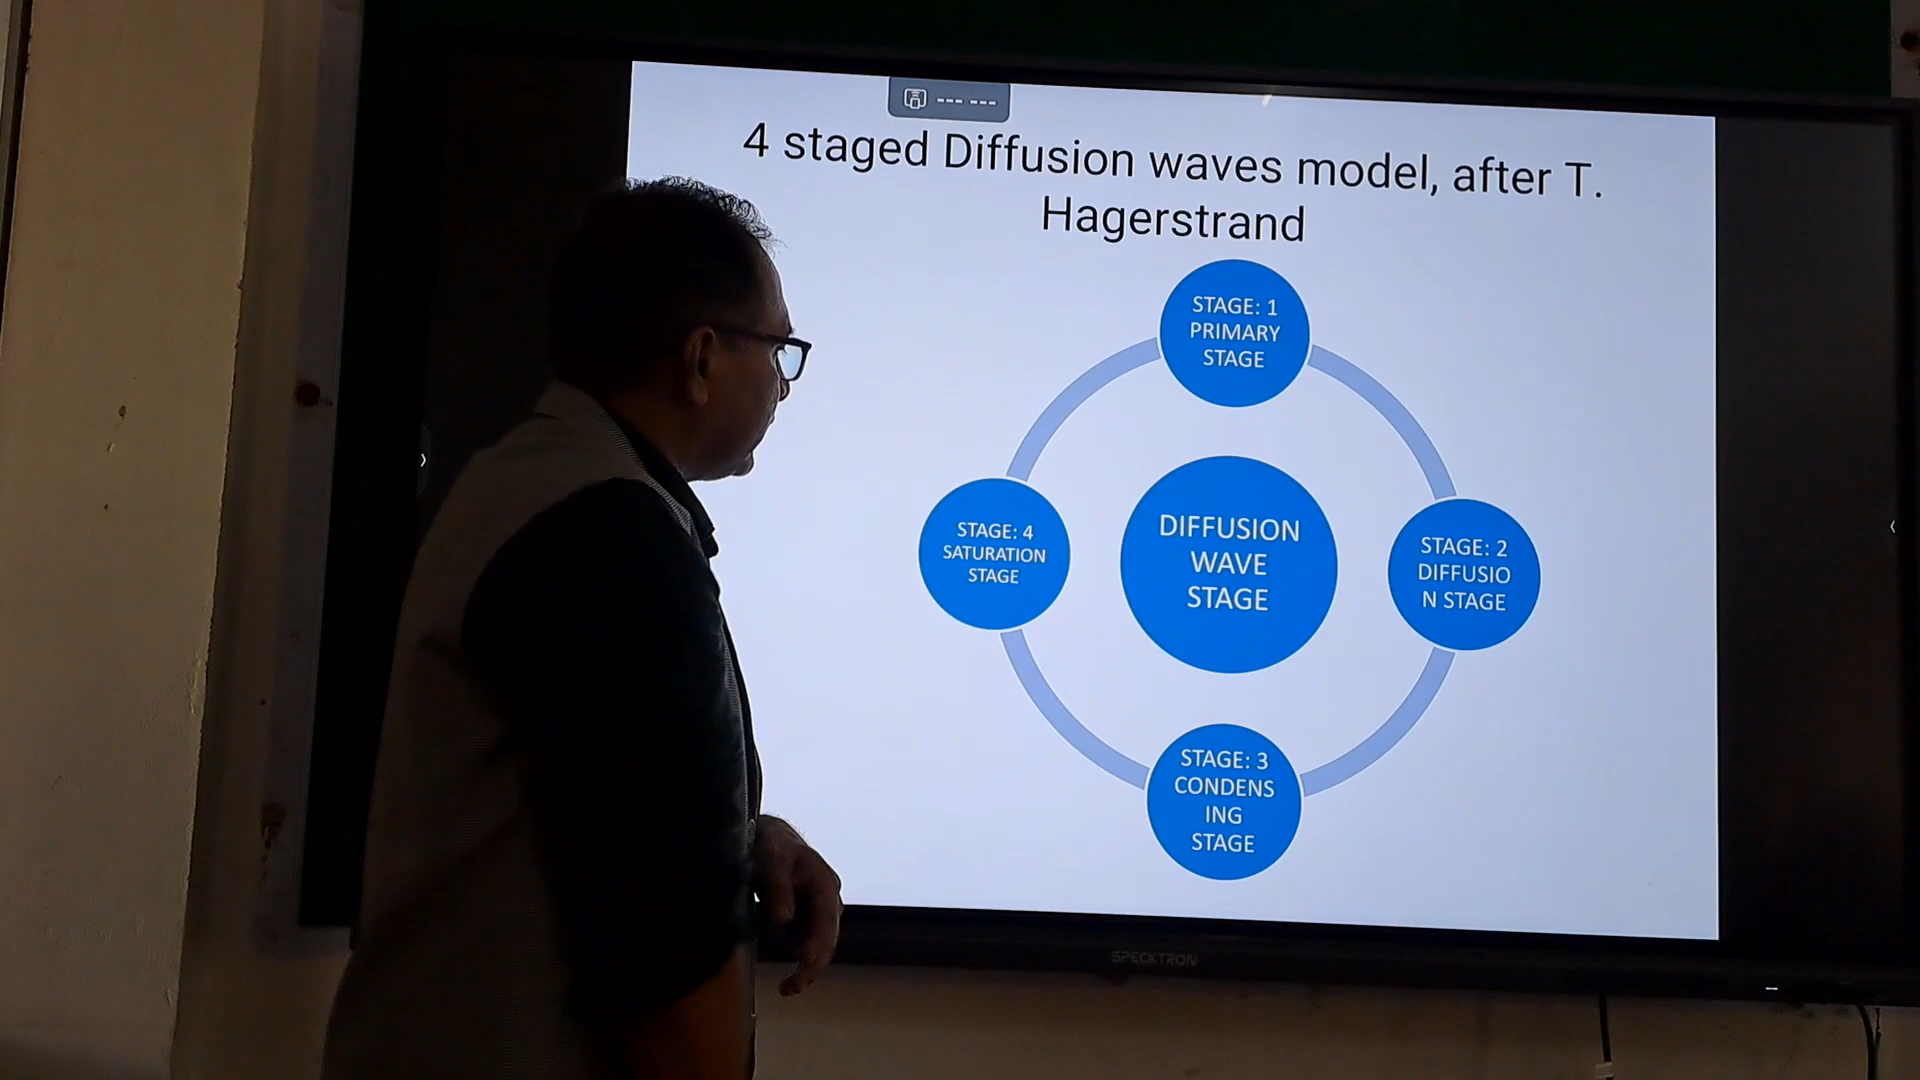 4 staged Diffusion waves model, after T.
Hagerstrand
STAGE: 1
PRIMARY
STAGE
STAGE: 2
DIFFUSIO
N STAGE
STAGE: 3
CONDENS
ING
STAGE
STAGE: 4
SATURATION
STAGE
DIFFUSION
WAVE
STAGE
SPECKTRON